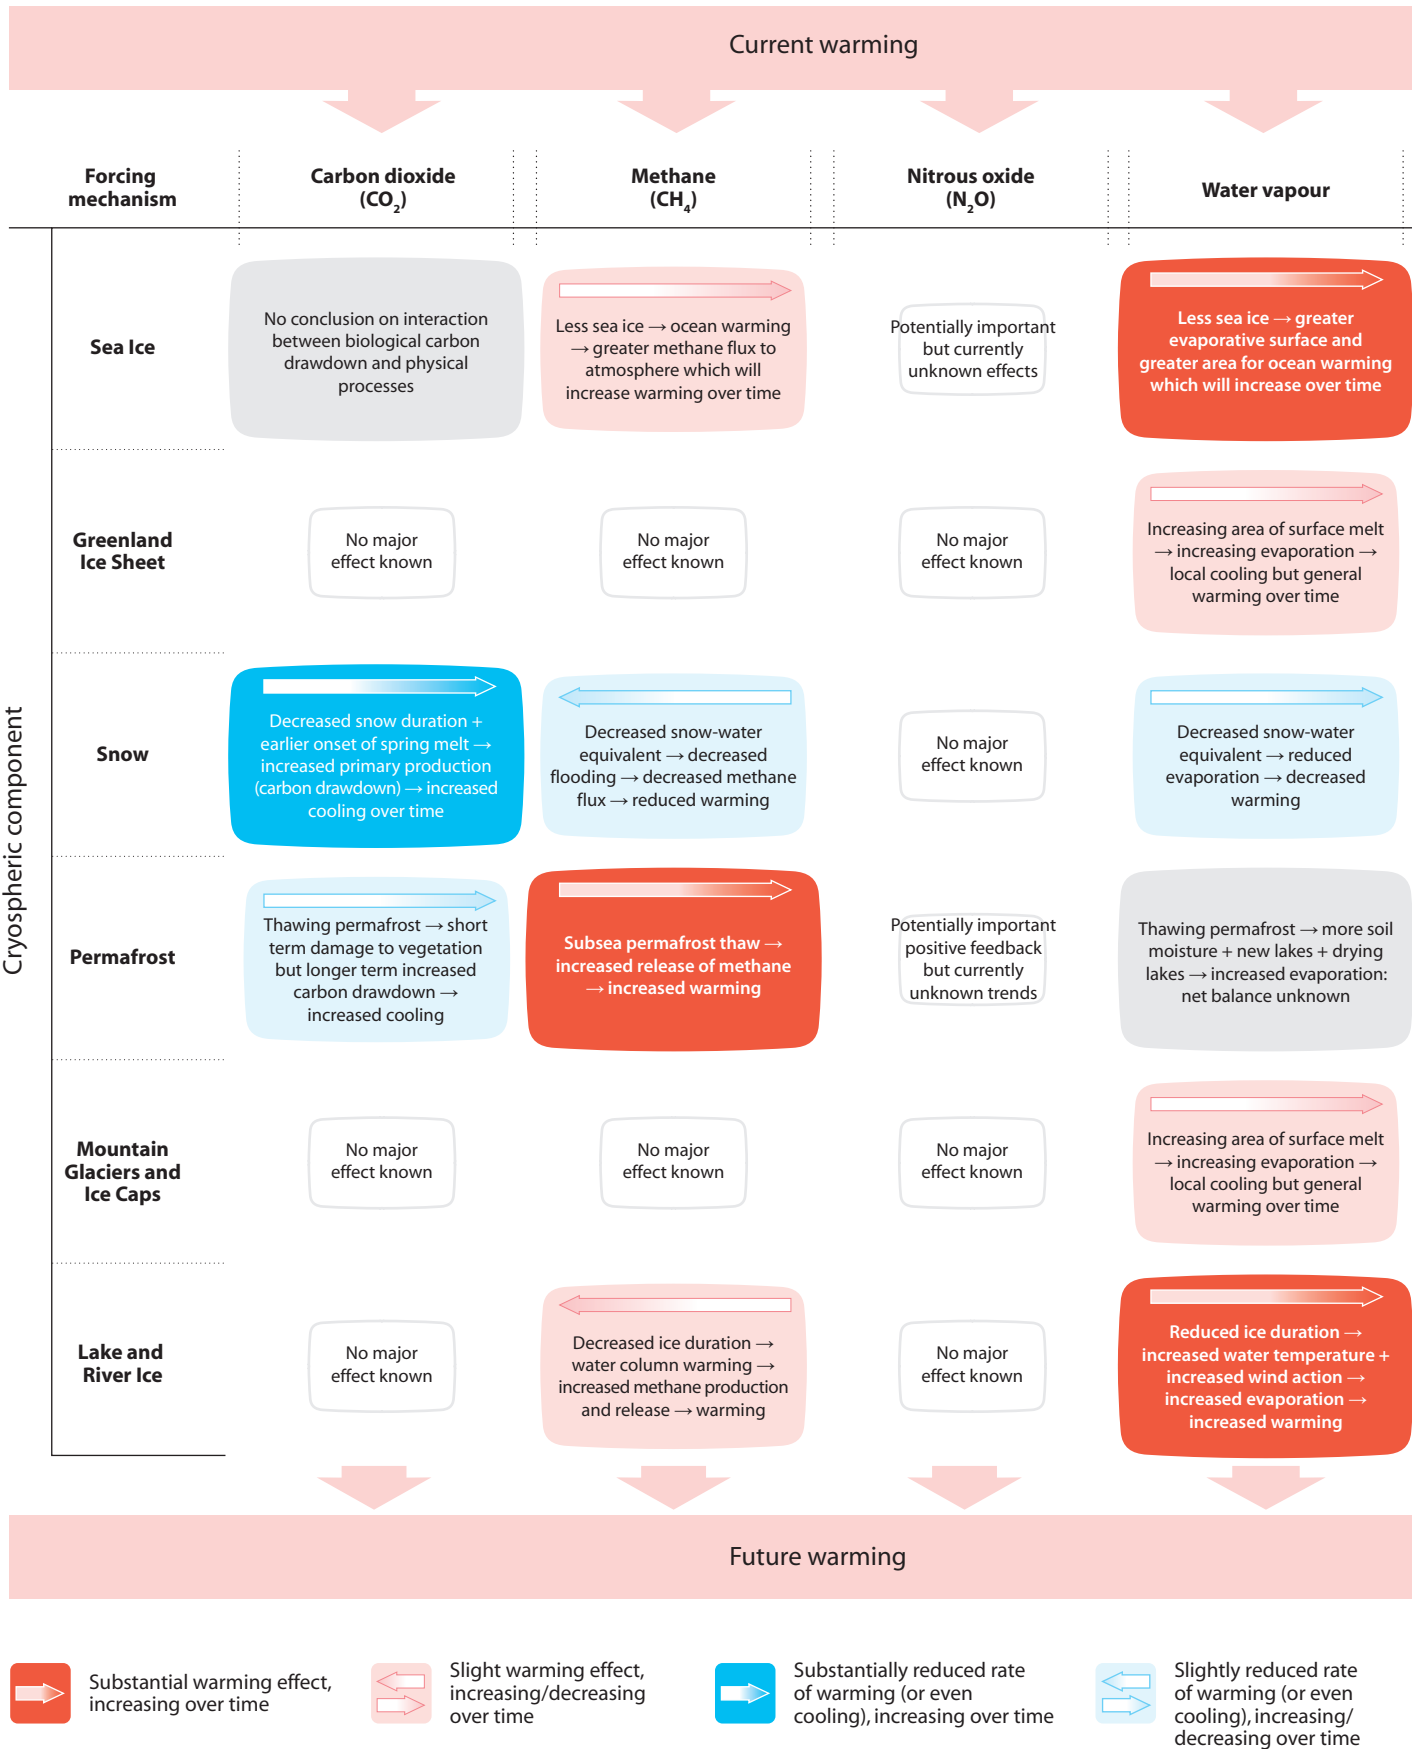 Current warming
Forcing
mechanism
Carbon dioxide
(CO2)
Methane
(CH4)
Nitrous oxide
(N2O)
Water vapour
Cryospheric component
Sea Ice
No conclusion on interaction
between biological carbon
drawdown and physical
processes
Less sea ice → ocean warming
→ greater methane flux to
atmosphere which will
increase warming over time
Potentially important
but currently
unknown effects
Less sea ice → greater
evaporative surface and
greater area for ocean warming
which will increase over time
Greenland
Ice Sheet
No major
effect known
No major
effect known
No major
effect known
Increasing area of surface melt
→ increasing evaporation →
local cooling but general
warming over time
Snow
Decreased snow duration +
earlier onset of spring melt →
increased primary production
(carbon drawdown) → increased
cooling over time
Decreased snow-water
equivalent → decreased
flooding → decreased methane
flux → reduced warming
No major
effect known
Decreased snow-water
equivalent → reduced
evaporation → decreased
warming
Permafrost
Thawing permafrost → short
term damage to vegetation
but longer term increased
carbon drawdown →
increased cooling
Subsea permafrost thaw →
increased release of methane
→ increased warming
Potentially important
positive feedback
but currently
unknown trends
Thawing permafrost → more soil
moisture + new lakes + drying
lakes → increased evaporation:
net balance unknown
Mountain
Glaciers and
Ice Caps
No major
effect known
No major
effect known
No major
effect known
Increasing area of surface melt
→ increasing evaporation →
local cooling but general
warming over time
Lake and
River Ice
No major
effect known
Decreased ice duration →
water column warming →
increased methane production
and release → warming
No major
effect known
Reduced ice duration →
increased water temperature +
increased wind action →
increased evaporation →
increased warming
Future warming
Substantial warming effect,
increasing over time
Slight warming effect,
increasing/decreasing
over time
Substantially reduced rate
of warming (or even
cooling), increasing over time
Slightly reduced rate
of warming (or even
cooling), increasing/
decreasing over time